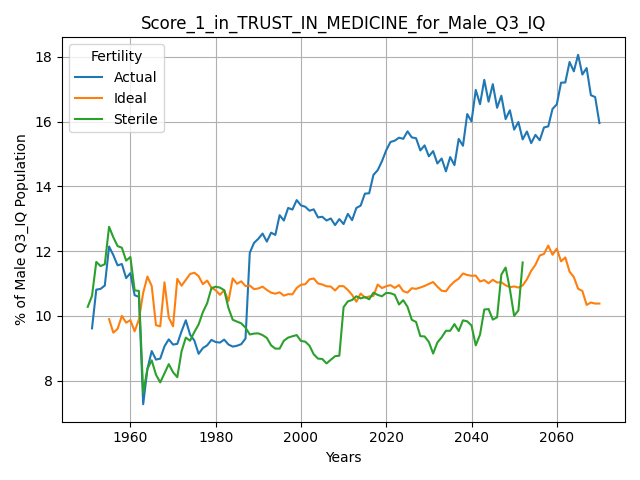 Score_1_in_TRUST_IN_MEDICINE_for_Male_Q3_IQ
Fertility
Actual
Ideal
Sterile
% of Male Q3_IQ Population
18
16
14
12
10
8
1960 1980 2000 2020 2040 2060
Years